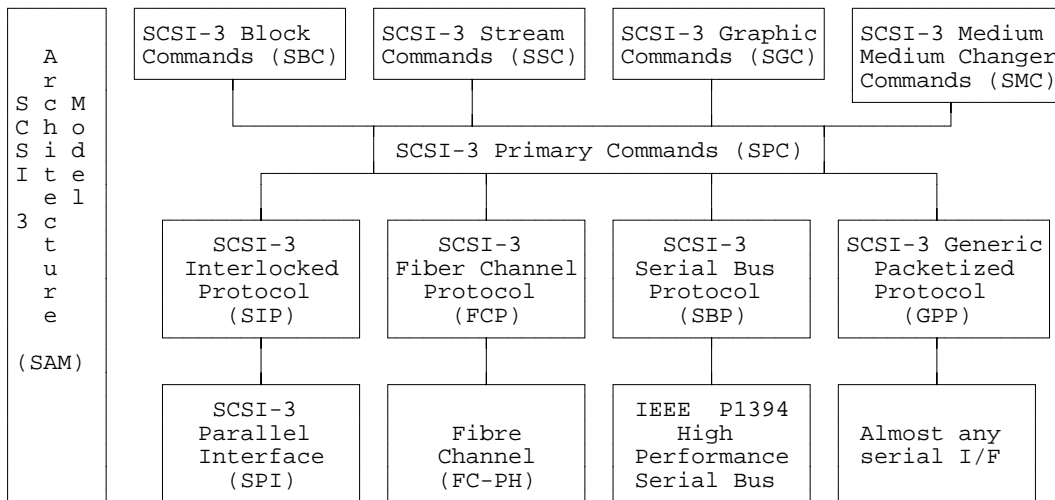 SCSI 3
Architecture
Model
(SAM)
SCSI-3 Block
Commands (SBC)
SCSI-3 Stream
Commands (SSC)
SCSI-3 Graphic
Commands (SGC)
SCSI-3 Medium
Medium Changer
Commands (SMC)
SCSI-3 Primary Commands (SPC)
SCSI-3
Interlocked
Protocol
(SIP)
SCSI-3
Fiber Channel
Protocol
(FCP)
SCSI-3
Serial Bus
Protocol
(SBP)
SCSI-3 Generic
Packetized
Protocol
(GPP)
SCSI-3
Parallel
Interface
(SPI)
Fibre
Channel
(FC-PH)
IEEE P1394
High
Performance
Serial Bus
Almost any
serial I/F